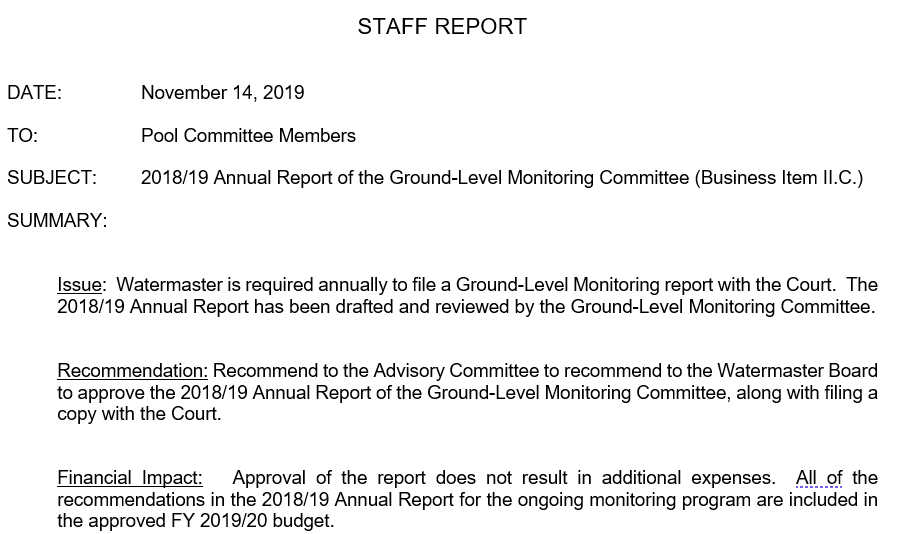 STAFF REPORT
DATE: November 14, 2019
TO: Pool Committee Members
SUBJECT: 2018/19 Annual Report of the Ground-Level Monitoring Committee (Business Item II.C.)
SUMMARY:
Issue: Watermaster is required annually to file a Ground-Level Monitoring report with the Court. The
2018/19 Annual Report has been drafted and reviewed by the Ground-Level Monitoring Committee.
Recommendation: Recommend to the Advisory Committee to recommend to the Watermaster Board
to approve the 2018/19 Annual Report of the Ground-Level Monitoring Committee, along with filing a
copy with the Court.
Financial Impact: Approval of the report does not result in additional expenses. All of the
recommendations in the 2018/19 Annual Report for the ongoing monitoring program are included in
the approved FY 2019/20 budget.